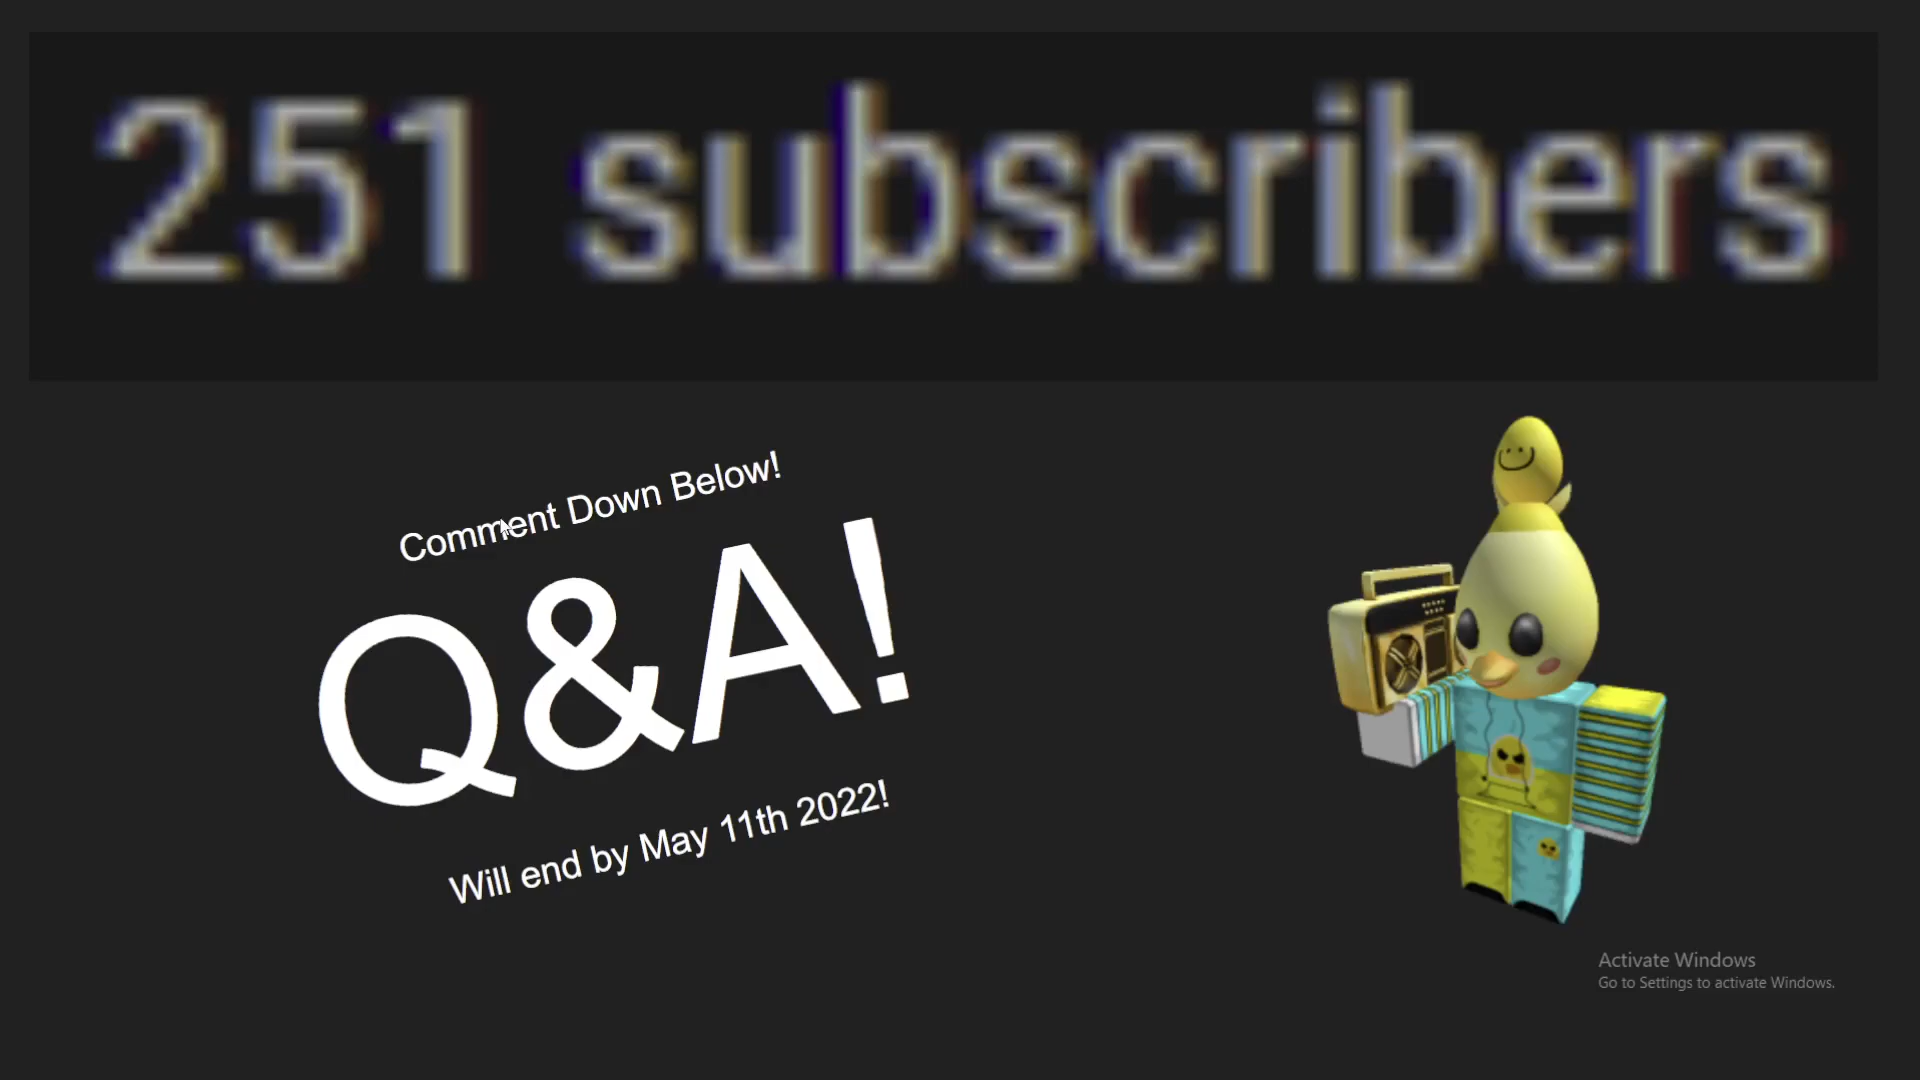 251 subscribers
Comment Down Below!
Q&A!
Will end by May 11th 2022!
Activate Windows
Go to Settings to activate Windows.